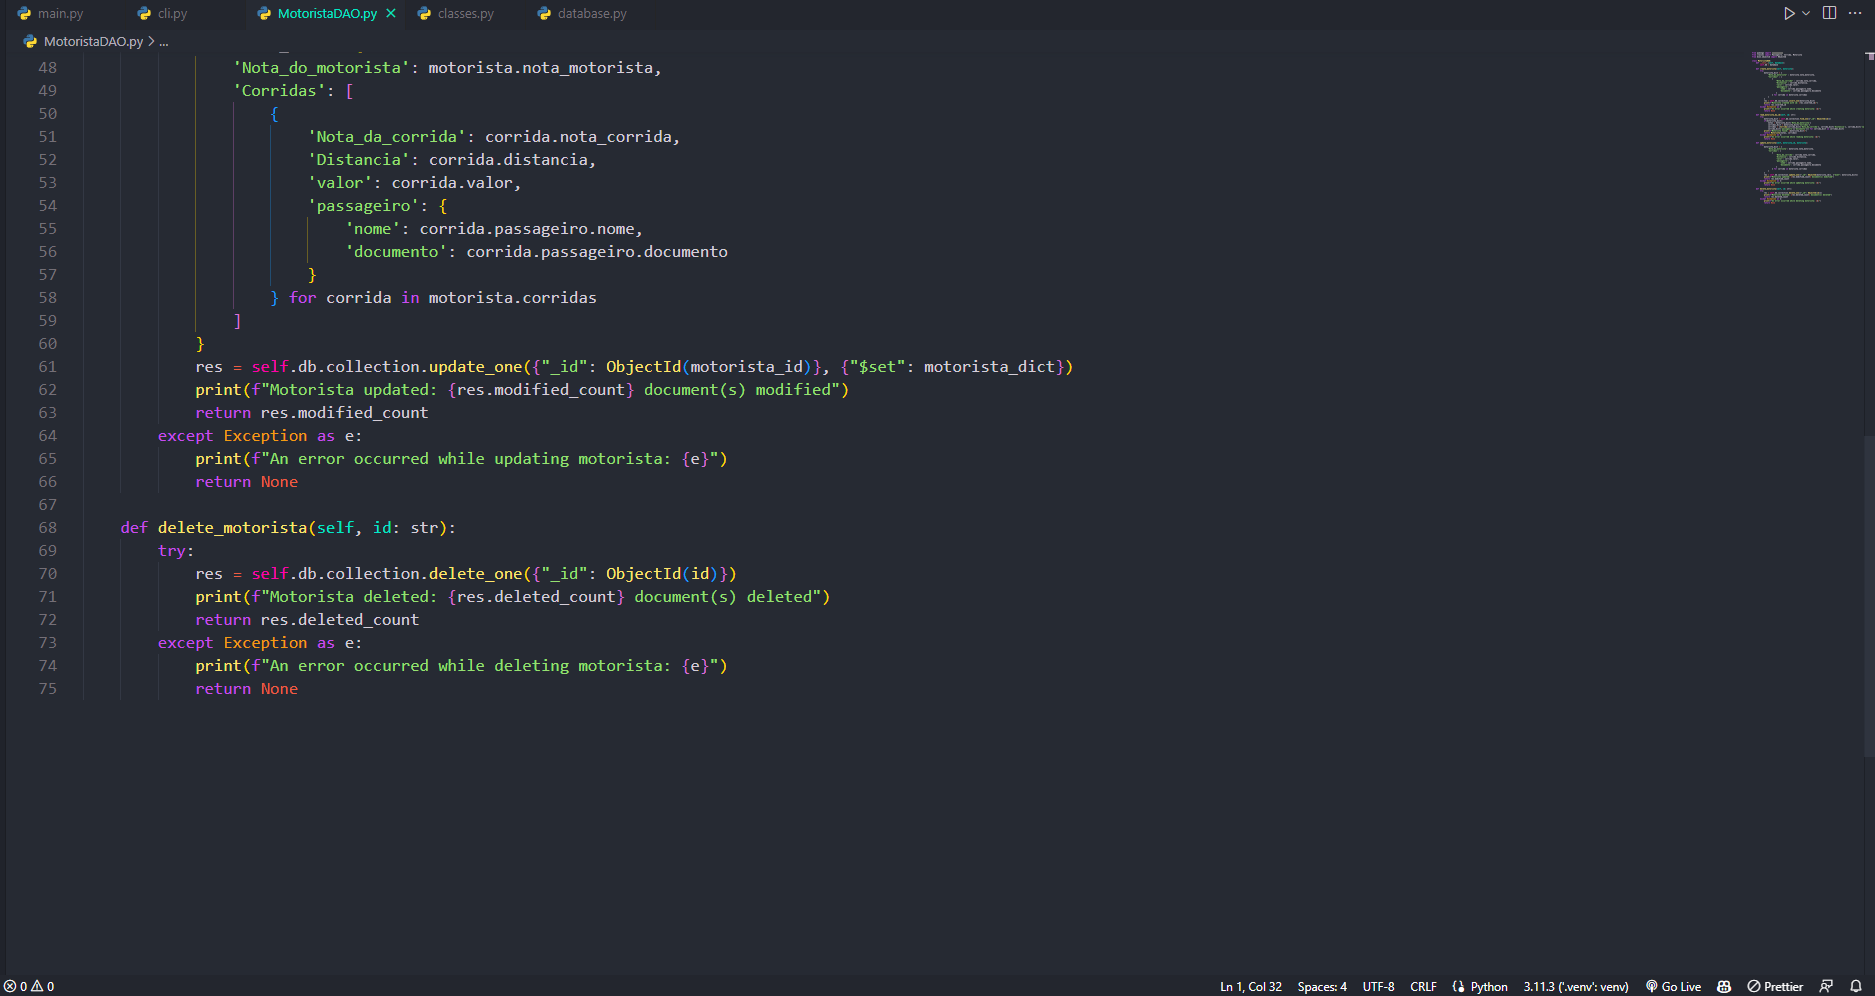 main.py cli.py MotoristaDAO.py classes.py database.py
MotoristaDAO.py > ...
48 'Nota_do_motorista': motorista.nota_motorista,
49 'Corridas': [
50 {
51 'Nota_da_corrida': corrida.nota_corrida,
52 'Distancia': corrida.distancia,
53 'valor': corrida.valor,
54 'passageiro': {
55 'nome': corrida.passageiro.nome,
56 'documento': corrida.passageiro.documento
57 }
58 } for corrida in motorista.corridas
59 ]
60 }
61 res = self.db.collection.update_one({"_id": ObjectId(motorista_id)}, {"$set": motorista_dict})
62 print(f"Motorista updated: {res.modified_count} document(s) modified")
63 return res.modified_count
64 except Exception as e:
65 print(f"An error occurred while updating motorista: {e}")
66 return None
67
68 def delete_motorista(self, id: str):
69 try:
70 res = self.db.collection.delete_one({"_id": ObjectId(id)})
71 print(f"Motorista deleted: {res.deleted_count} document(s) deleted")
72 return res.deleted_count
73 except Exception as e:
74 print(f"An error occurred while deleting motorista: {e}")
75 return None
0 0 Ln 1, Col 32 Spaces: 4 UTF-8 CRLF Python 3.11.3 ('.venv': venv) Go Live Prettier